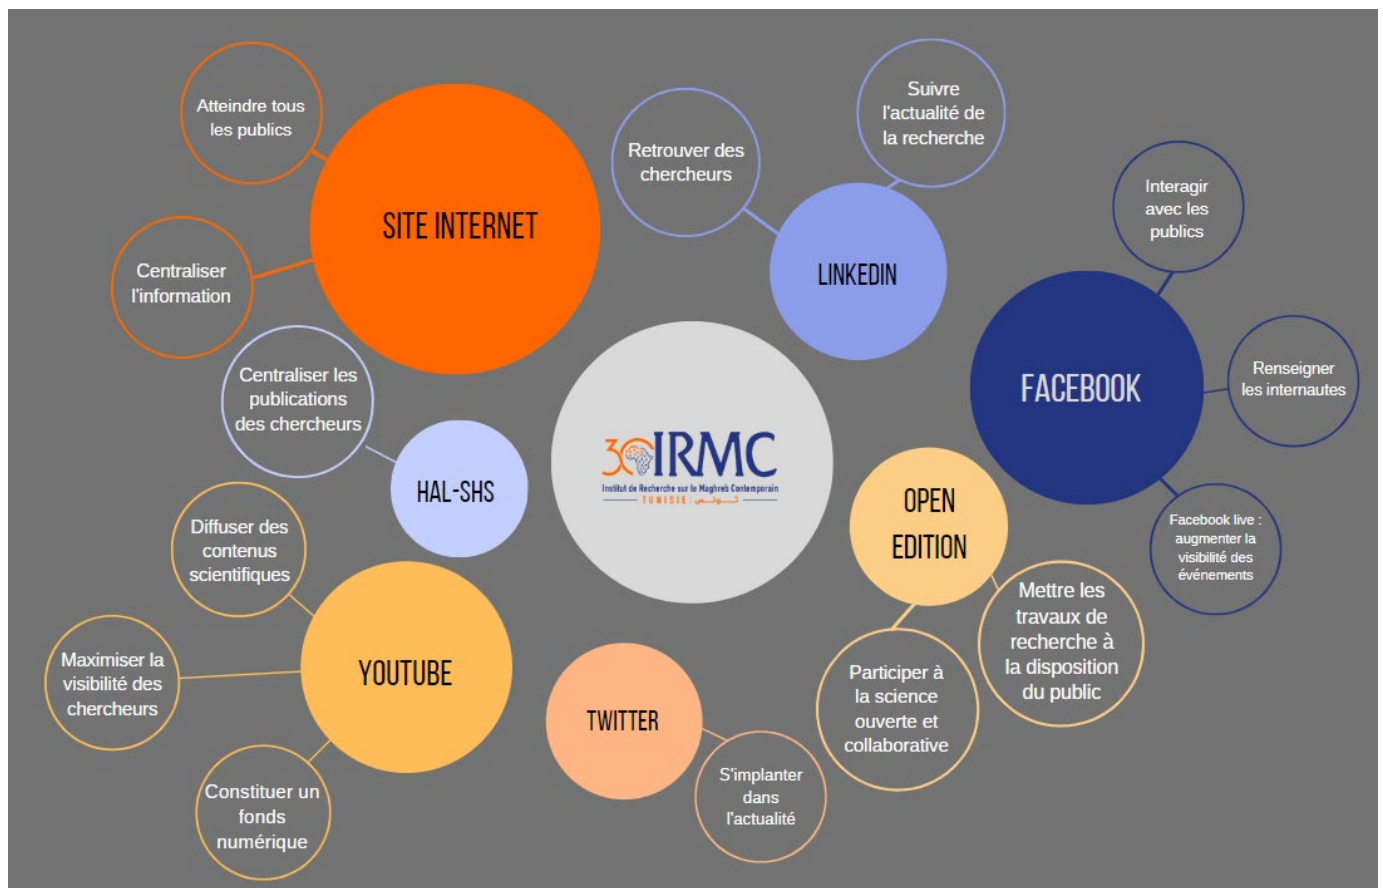 Atteindre tous
les publics
SITE INTERNET
Centraliser
l'information
Retrouver des
chercheurs
Suivre
l'actualité de
la recherche
LINKEDIN
Interagir
avec les
publics
FACEBOOK
Renseigner
les internautes
Facebook live :
augmenter la
visibilité des
événements
Centraliser les
publications
des chercheurs
HAL-SHS
30 IRMC
Institut de Recherche sur le Maghreb Contemporain
TUNISIE تونس
OPEN
EDITION
Mettre les
travaux de
recherche à
la disposition
du public
Participer à
la science
ouverte et
collaborative
Diffuser des
contenus
scientifiques
Maximiser la
visibilité des
chercheurs
YOUTUBE
Constituer un
fonds
numérique
TWITTER
S'implanter
dans
l'actualité